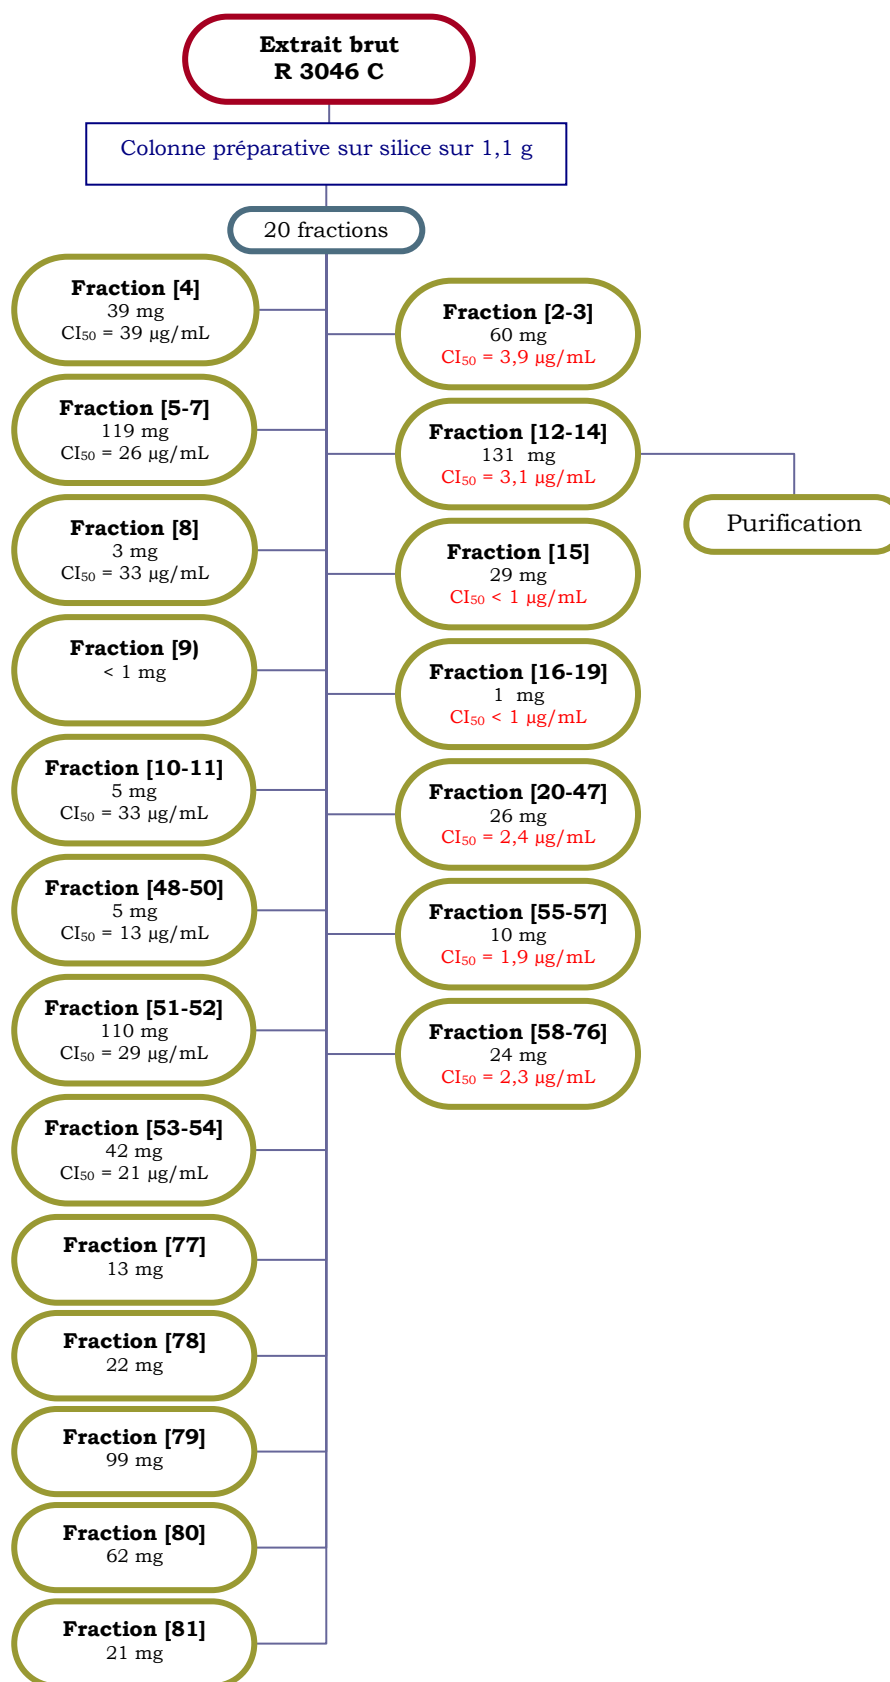 Extrait brut
R 3046 C
Colonne préparative sur silice sur 1,1 g
20 fractions
Fraction [4]
39 mg
CI₅₀ = 39 µg/mL
Fraction [5-7]
119 mg
CI₅₀ = 26 µg/mL
Fraction [8]
3 mg
CI₅₀ = 33 µg/mL
Fraction [9)
< 1 mg
Fraction [10-11]
5 mg
CI₅₀ = 33 µg/mL
Fraction [48-50]
5 mg
CI₅₀ = 13 µg/mL
Fraction [51-52]
110 mg
CI₅₀ = 29 µg/mL
Fraction [53-54]
42 mg
CI₅₀ = 21 µg/mL
Fraction [77]
13 mg
Fraction [78]
22 mg
Fraction [79]
99 mg
Fraction [80]
62 mg
Fraction [81]
21 mg
Fraction [2-3]
60 mg
CI₅₀ = 3,9 µg/mL
Fraction [12-14]
131 mg
CI₅₀ = 3,1 µg/mL
Fraction [15]
29 mg
CI₅₀ < 1 µg/mL
Fraction [16-19]
1 mg
CI₅₀ < 1 µg/mL
Fraction [20-47]
26 mg
CI₅₀ = 2,4 µg/mL
Fraction [55-57]
10 mg
CI₅₀ = 1,9 µg/mL
Fraction [58-76]
24 mg
CI₅₀ = 2,3 µg/mL
Purification